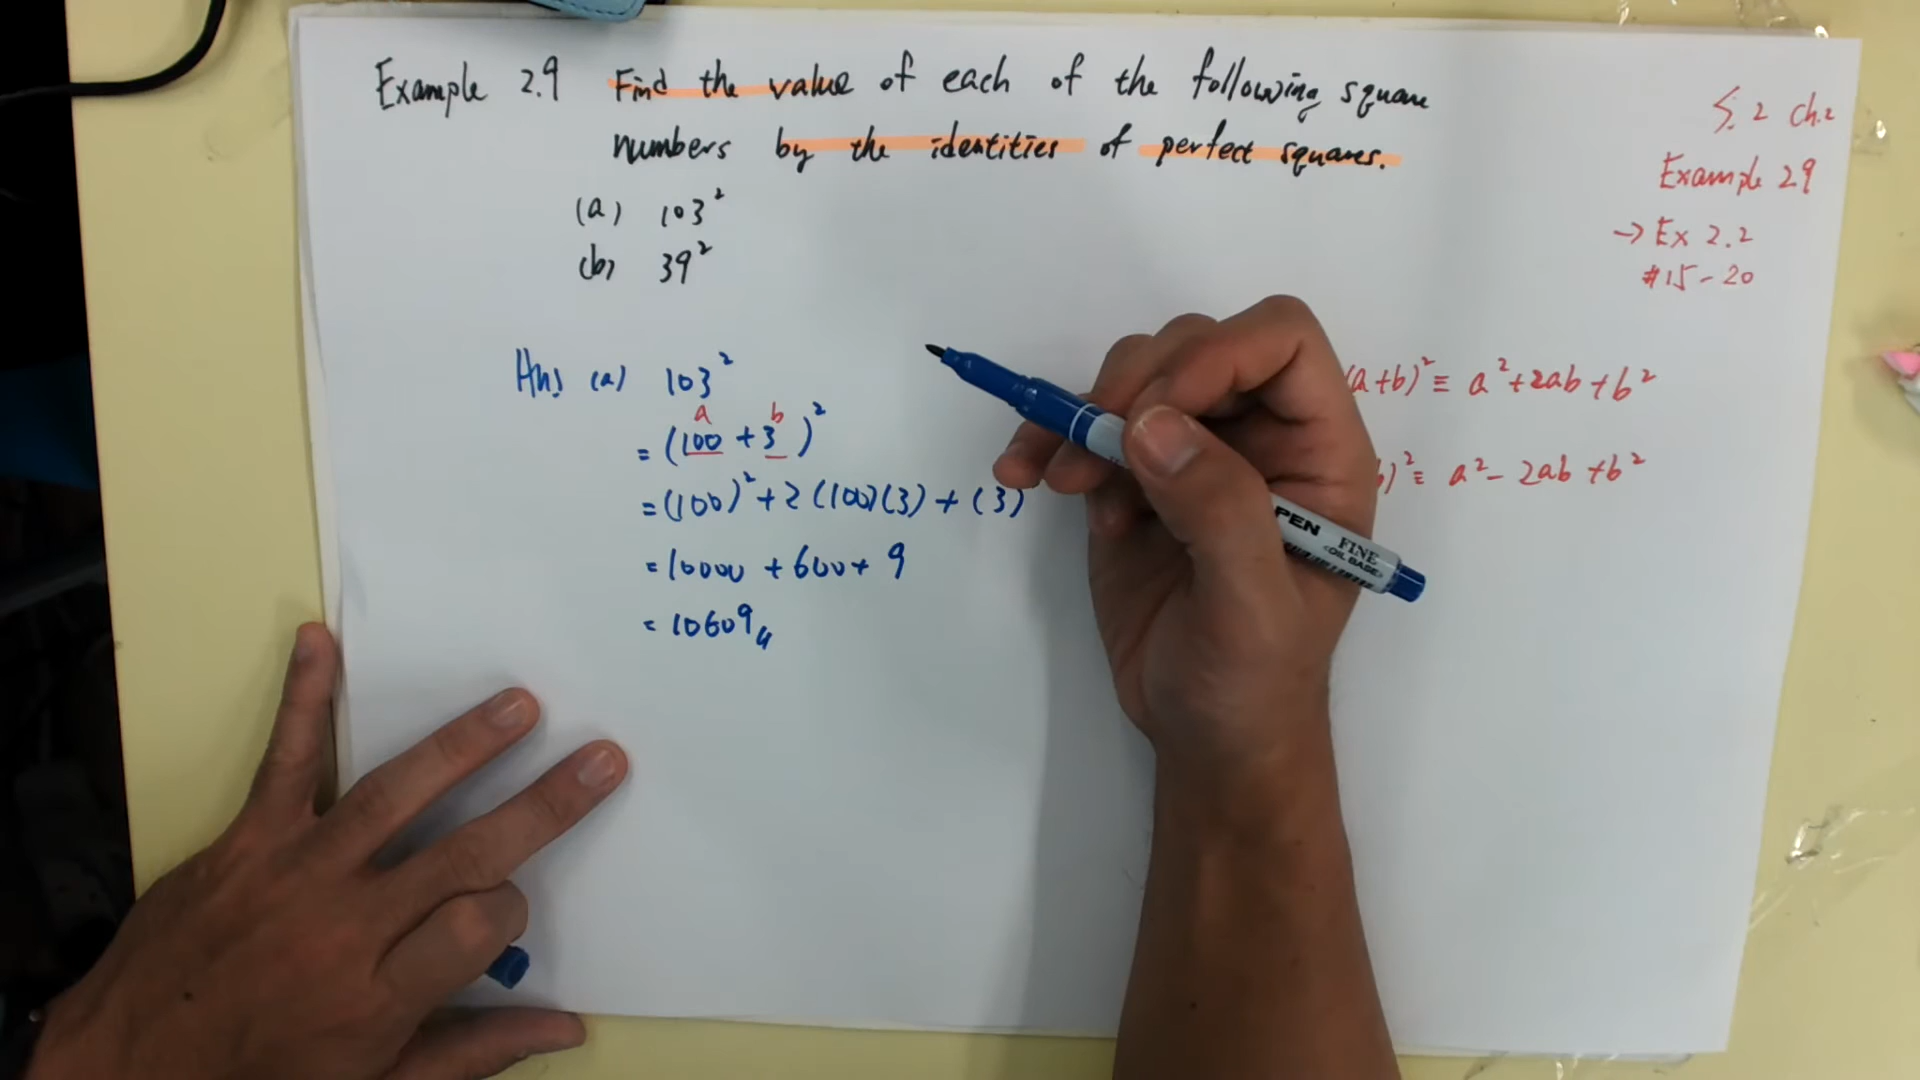 Example 2.9 Find the value of each of the following square
numbers by the identities of perfect squares.
(a) 103²
(b) 39²
S.2 Ch.2
Example 2.9
→ Ex 2.2
#15-20
Ans (a) 103²
a b
= (100 + 3)²
= (100)² + 2(100)(3) + (3)
= 10000 + 600 + 9
= 10609
(a+b)² ≡ a² + 2ab + b²
b)² ≡ a² - 2ab + b²
PEN
FINE
<OIL BASE>